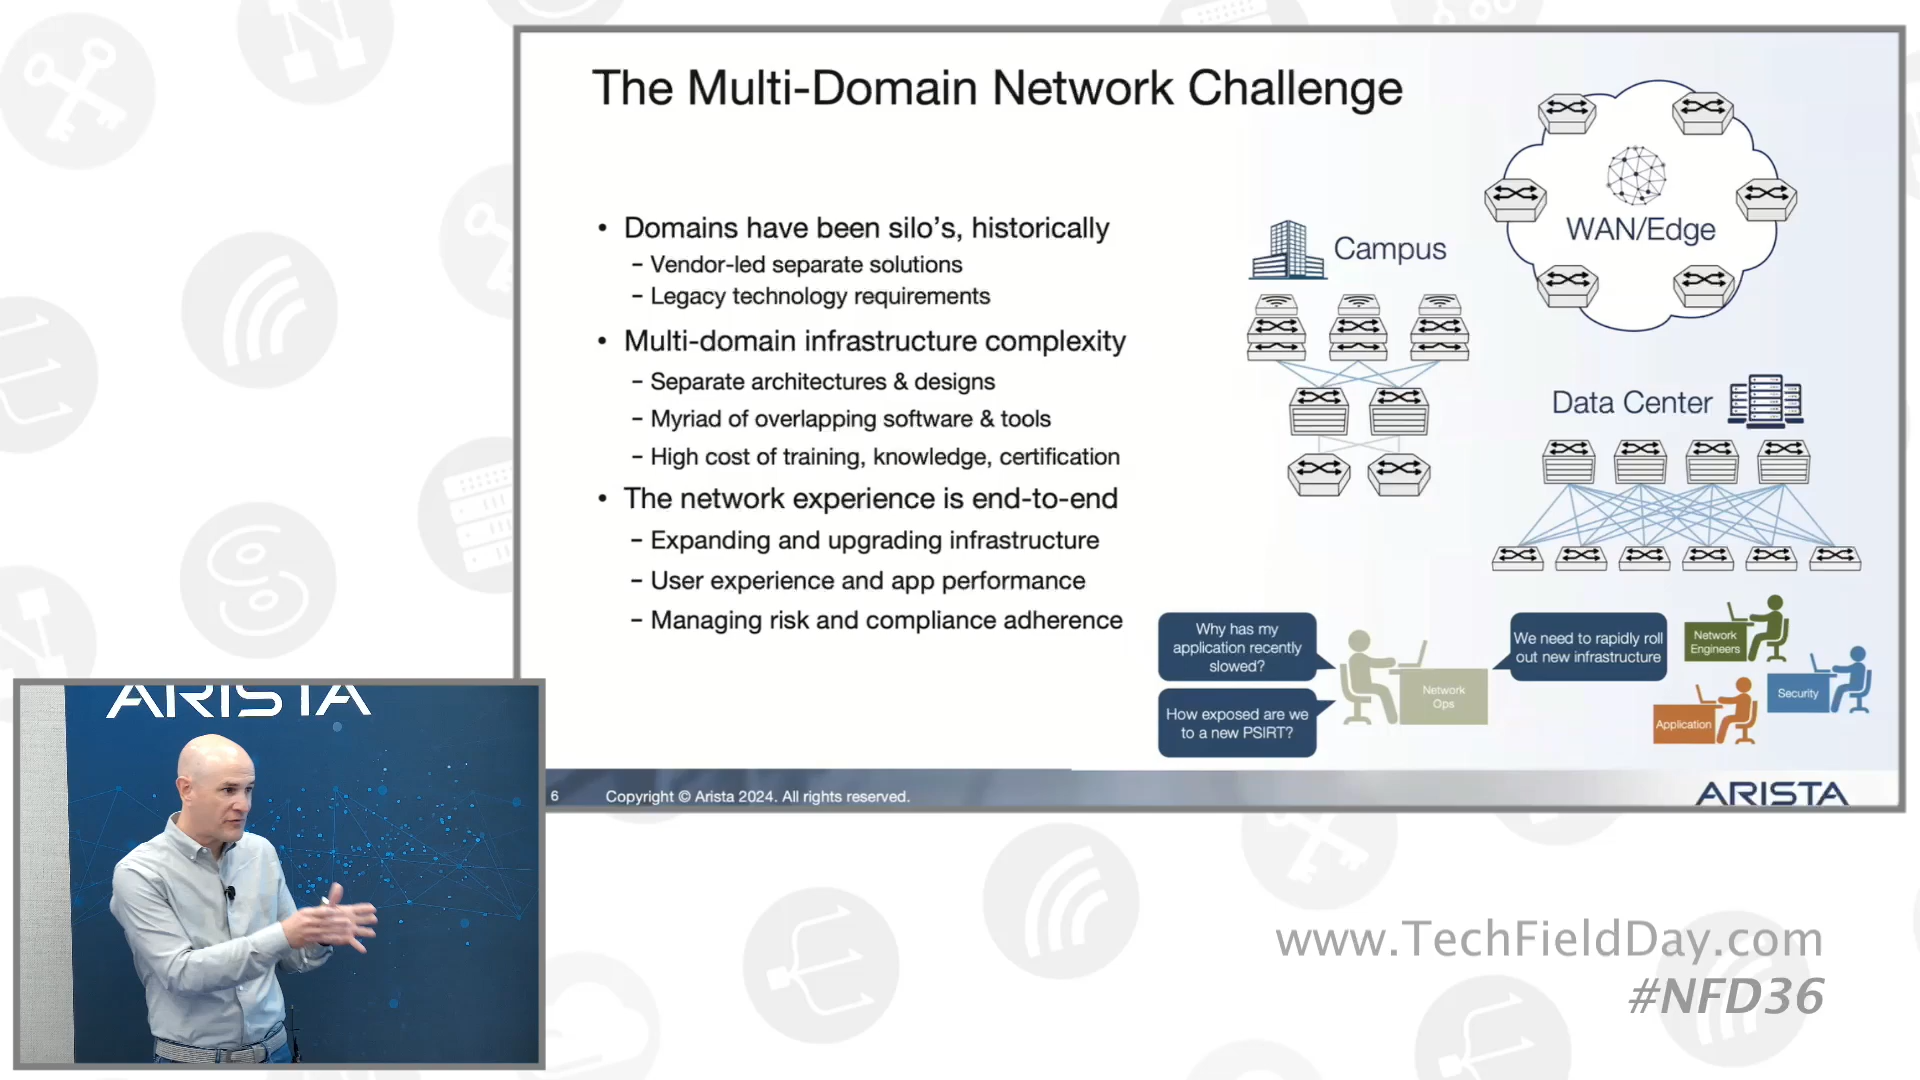 The Multi-Domain Network Challenge
• Domains have been silo's, historically
– Vendor-led separate solutions
– Legacy technology requirements
• Multi-domain infrastructure complexity
– Separate architectures & designs
– Myriad of overlapping software & tools
– High cost of training, knowledge, certification
• The network experience is end-to-end
– Expanding and upgrading infrastructure
– User experience and app performance
– Managing risk and compliance adherence
WAN/Edge
Campus
Data Center
Why has my
application recently
slowed?
How exposed are we
to a new PSIRT?
Network
Ops
We need to rapidly roll
out new infrastructure
Network
Engineers
Security
Application
6
Copyright © Arista 2024. All rights reserved.
ARISTA
ARISTA
www.TechFieldDay.com
#NFD36